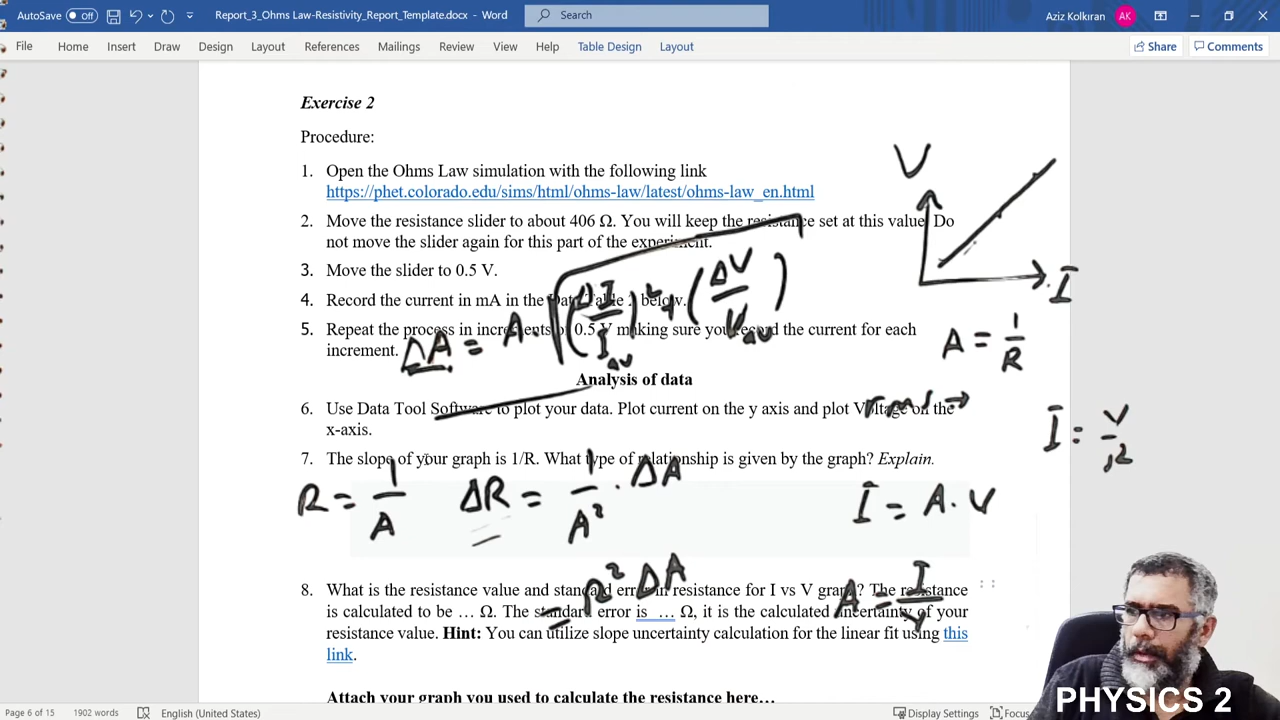 AutoSave Off Report_3_Ohms Law-Resistivity_Report_Template.docx - Word Search Aziz Kolkıran AK
File Home Insert Draw Design Layout References Mailings Review View Help Table Design Layout Share Comments
Exercise 2
Procedure:
1. Open the Ohms Law simulation with the following link
https://phet.colorado.edu/sims/html/ohms-law/latest/ohms-law_en.html
2. Move the resistance slider to about 406 Ω. You will keep the resistance set at this value. Do
not move the slider again for this part of the experiment.
3. Move the slider to 0.5 V.
4. Record the current in mA in the Data Table 2 below.
5. Repeat the process in increments of 0.5 V making sure you record the current for each
increment.
Analysis of data
6. Use Data Tool Software to plot your data. Plot current on the y axis and plot Voltage on the
x-axis.
7. The slope of your graph is 1/R. What type of relationship is given by the graph? Explain.
8. What is the resistance value and standard error in resistance for I vs V graph? The resistance
is calculated to be … Ω. The standart error is … Ω, it is the calculated uncertainty of your
resistance value. Hint: You can utilize slope uncertainty calculation for the linear fit using this
link.
Attach your graph you used to calculate the resistance here…
V
I
ΔA = A · √(ΔI/I_av)² + (ΔV/V_av)
A = 1/R
rms →
I = V/R
R = 1/A ΔR = 1/A² · ΔA
I = A · V
= R² ΔA
A = I/V
PHYSICS 2
Page 6 of 15 1902 words English (United States) Display Settings Focus